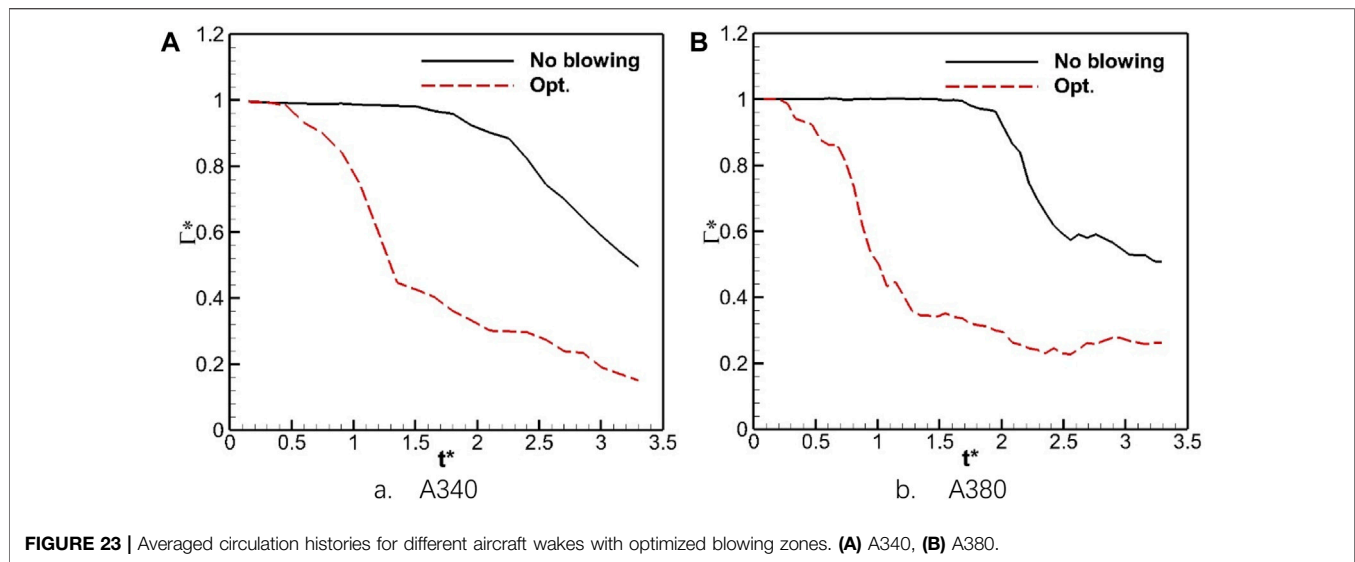 A
1.2
1
0.8
0.6
0.4
0.2
0
Γ*
No blowing
Opt.
0 0.5 1 1.5 2 2.5 3 3.5
t*
a. A340
B
1.2
1
0.8
0.6
0.4
0.2
0
Γ*
No blowing
Opt.
0 0.5 1 1.5 2 2.5 3 3.5
t*
b. A380
FIGURE 23 | Averaged circulation histories for different aircraft wakes with optimized blowing zones. (A) A340, (B) A380.